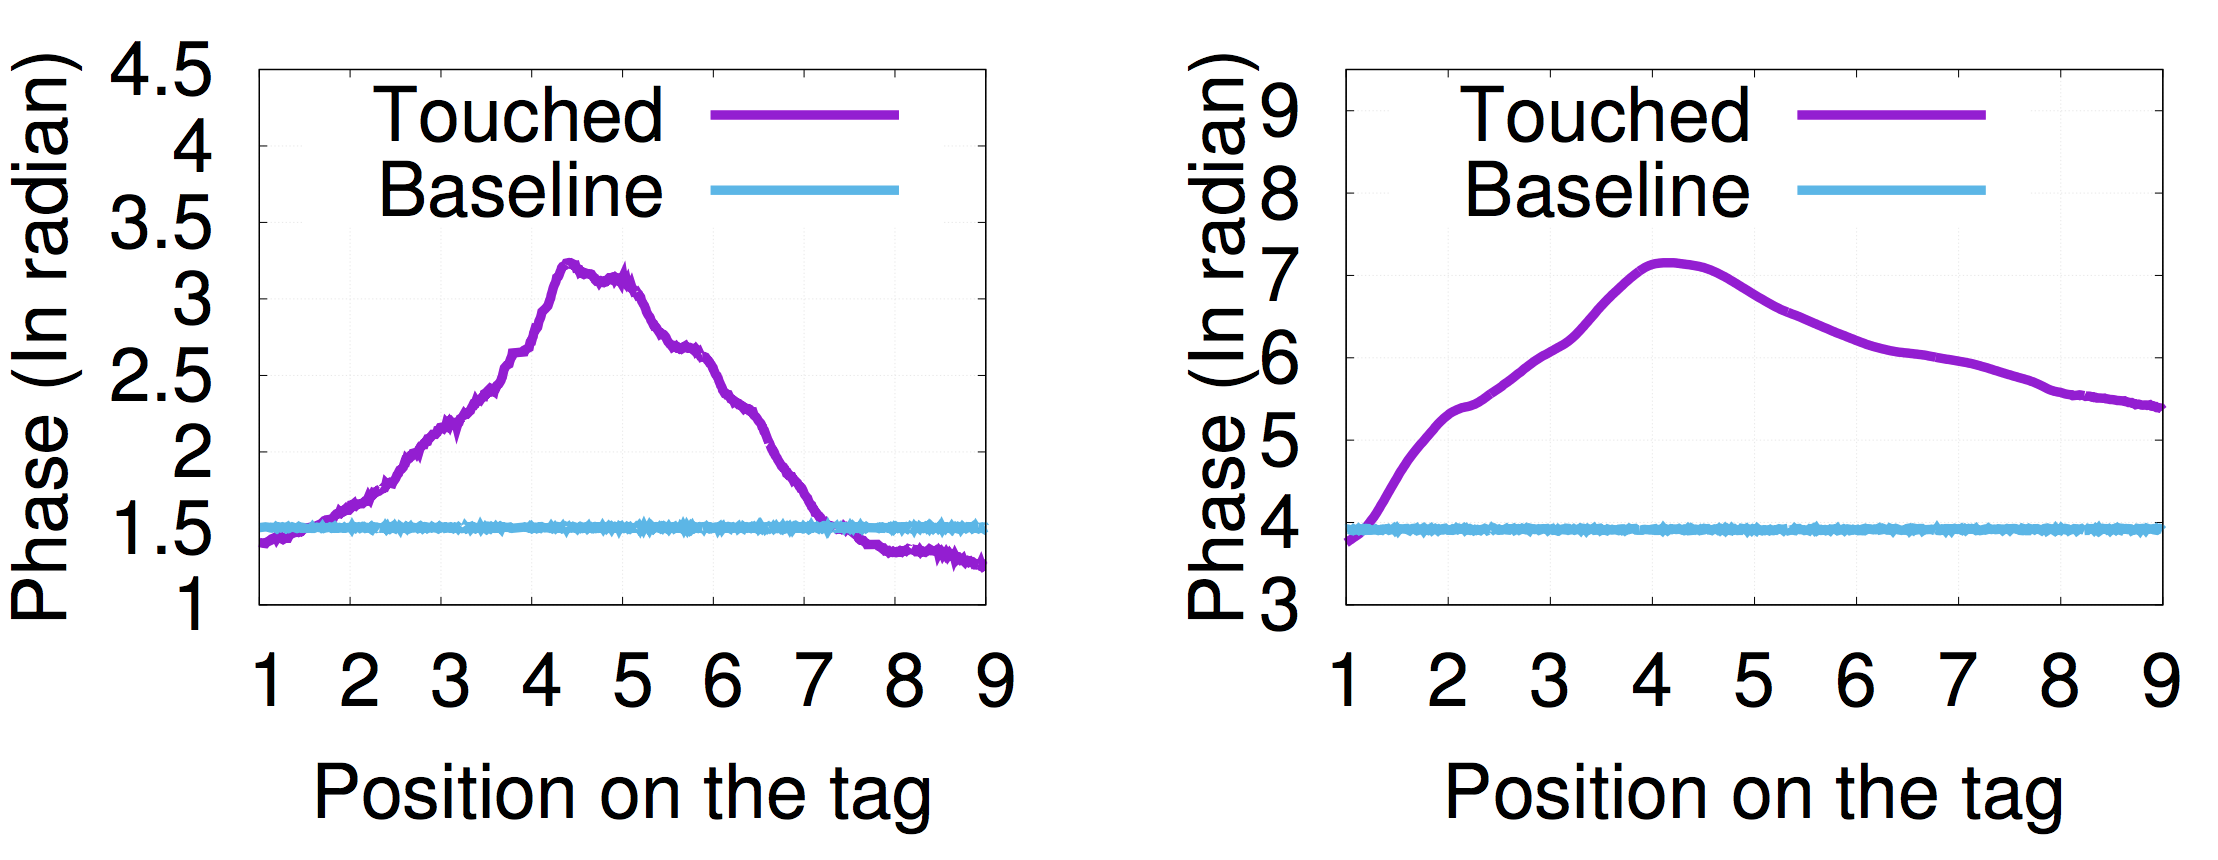 Phase (In radian)
4.5
4
3.5
3
2.5
2
1.5
1
Touched
Baseline
1 2 3 4 5 6 7 8 9
Position on the tag
Phase (In radian)
9
8
7
6
5
4
3
Touched
Baseline
1 2 3 4 5 6 7 8 9
Position on the tag